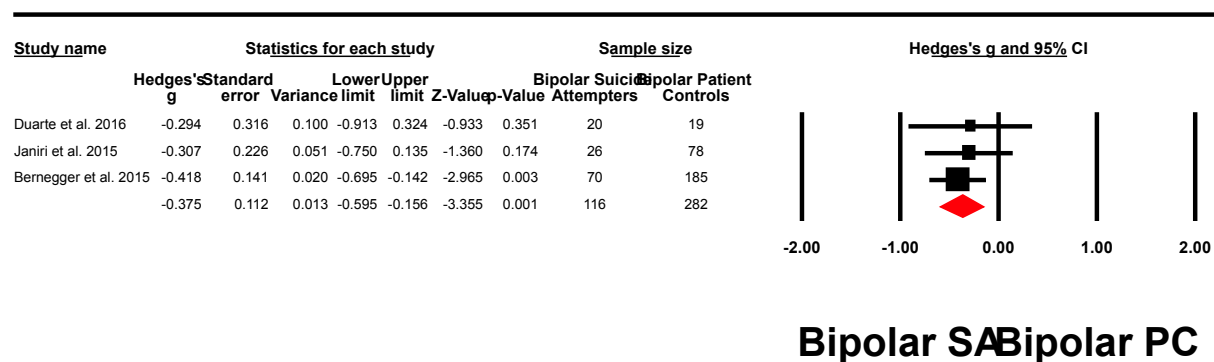 Study name Statistics for each study Sample size Hedges's g and 95% CI
Hedges's Standard Lower Upper Bipolar Suicide Bipolar Patient
g error Variance limit limit Z-Value p-Value Attempters Controls
Duarte et al. 2016 -0.294 0.316 0.100 -0.913 0.324 -0.933 0.351 20 19
Janiri et al. 2015 -0.307 0.226 0.051 -0.750 0.135 -1.360 0.174 26 78
Bernegger et al. 2015 -0.418 0.141 0.020 -0.695 -0.142 -2.965 0.003 70 185
-0.375 0.112 0.013 -0.595 -0.156 -3.355 0.001 116 282
-2.00 -1.00 0.00 1.00 2.00
Bipolar SA Bipolar PC